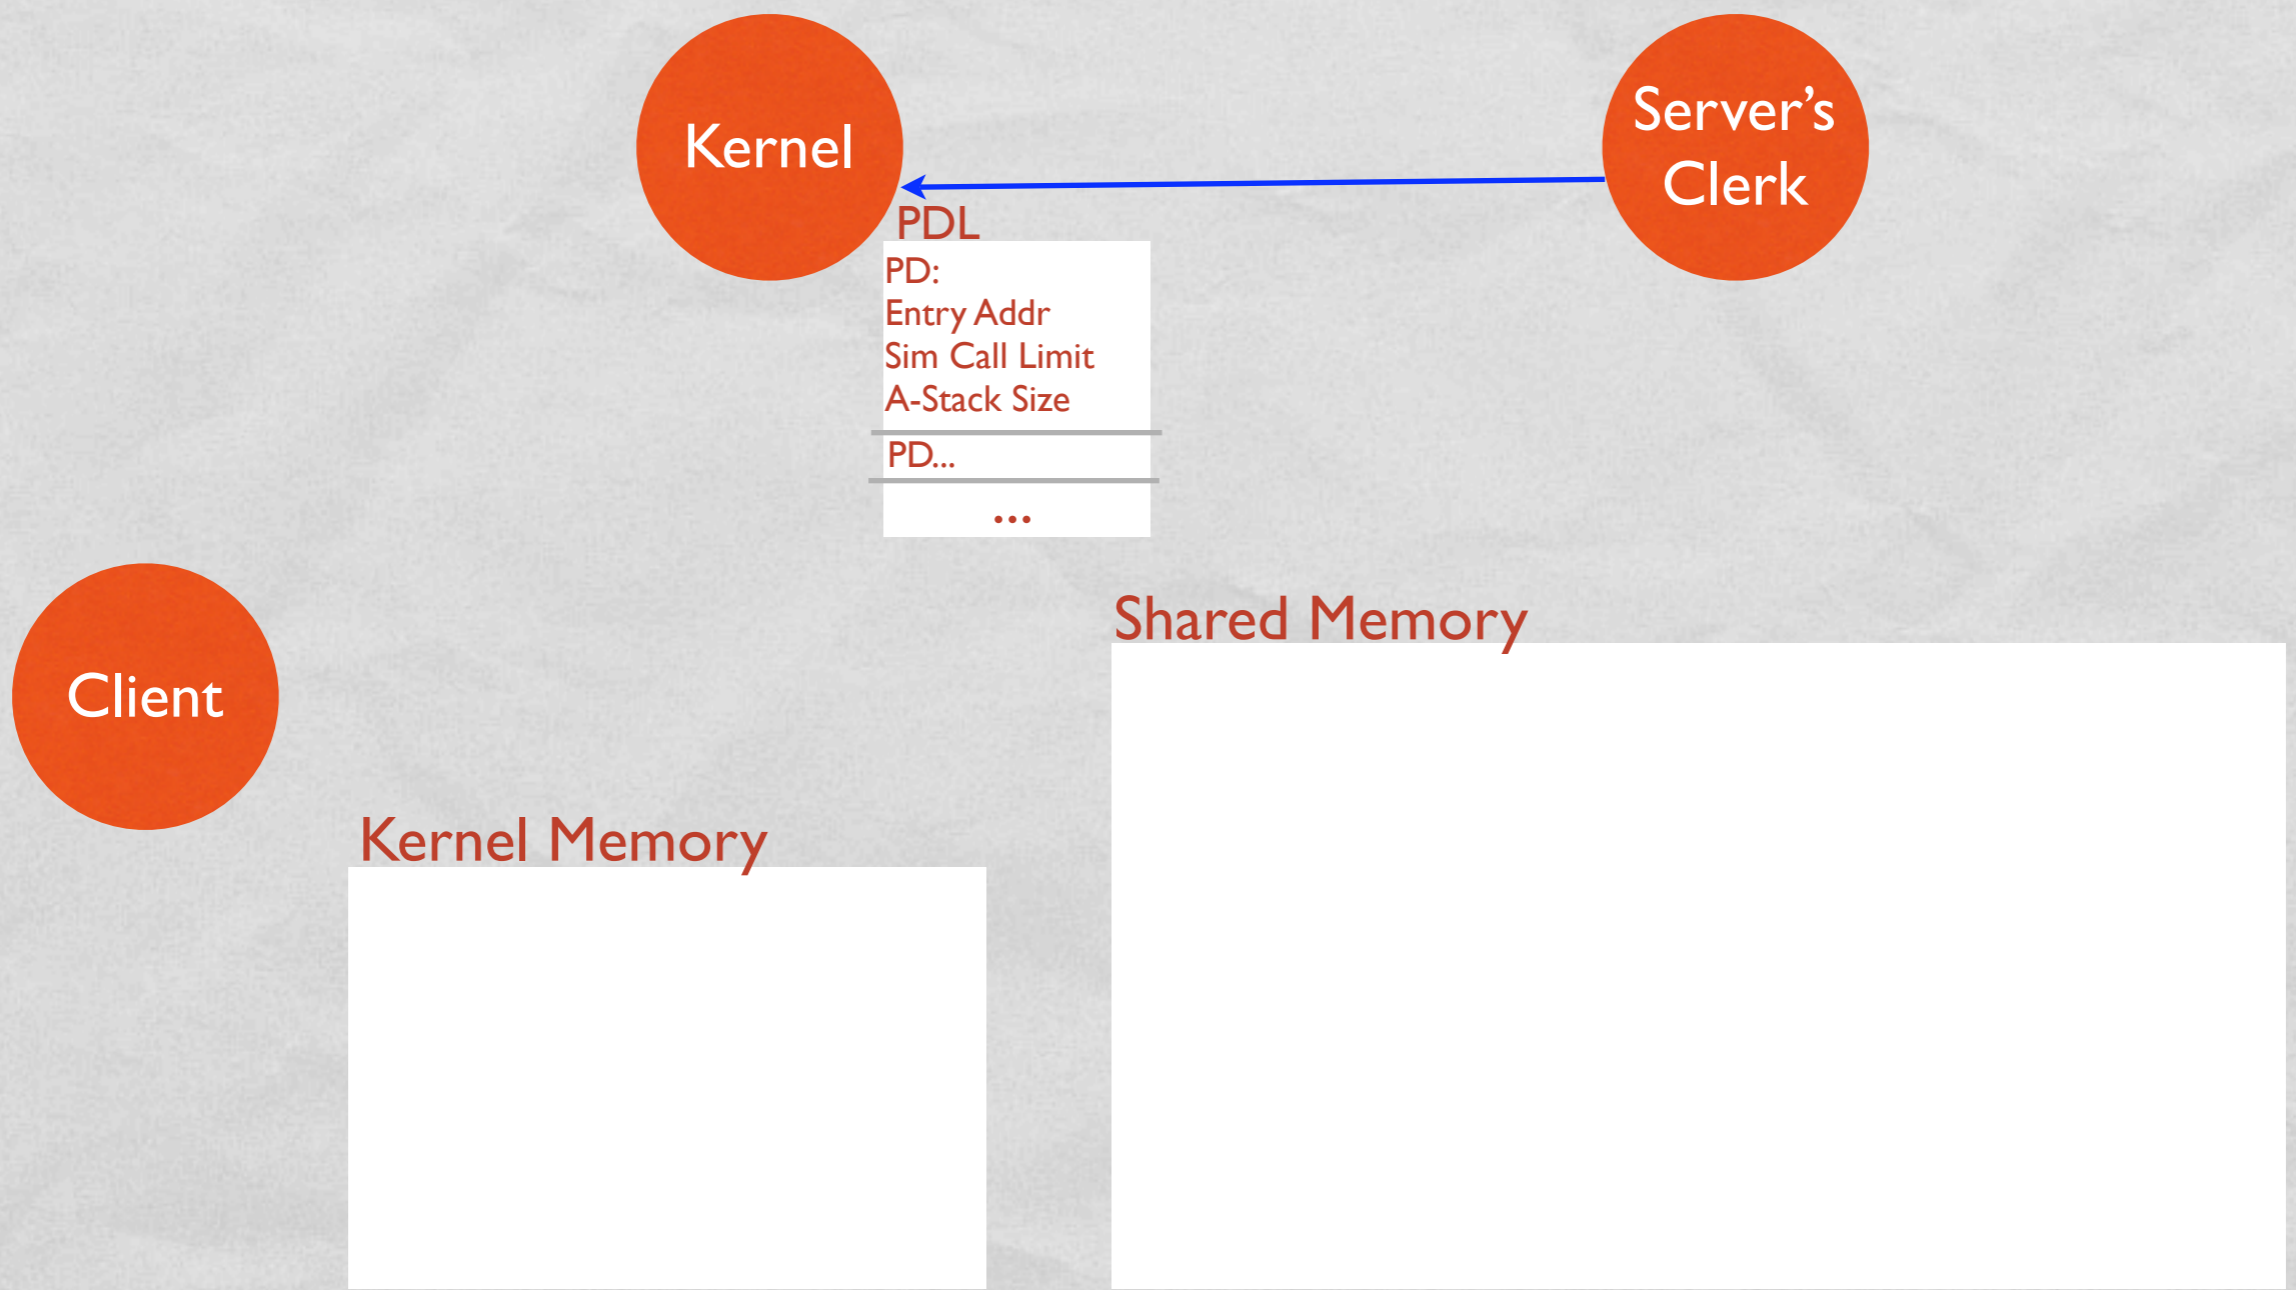 Kernel
Server’s
Clerk
PDL
PD:
Entry Addr
Sim Call Limit
A-Stack Size
PD...
...
Client
Shared Memory
Kernel Memory